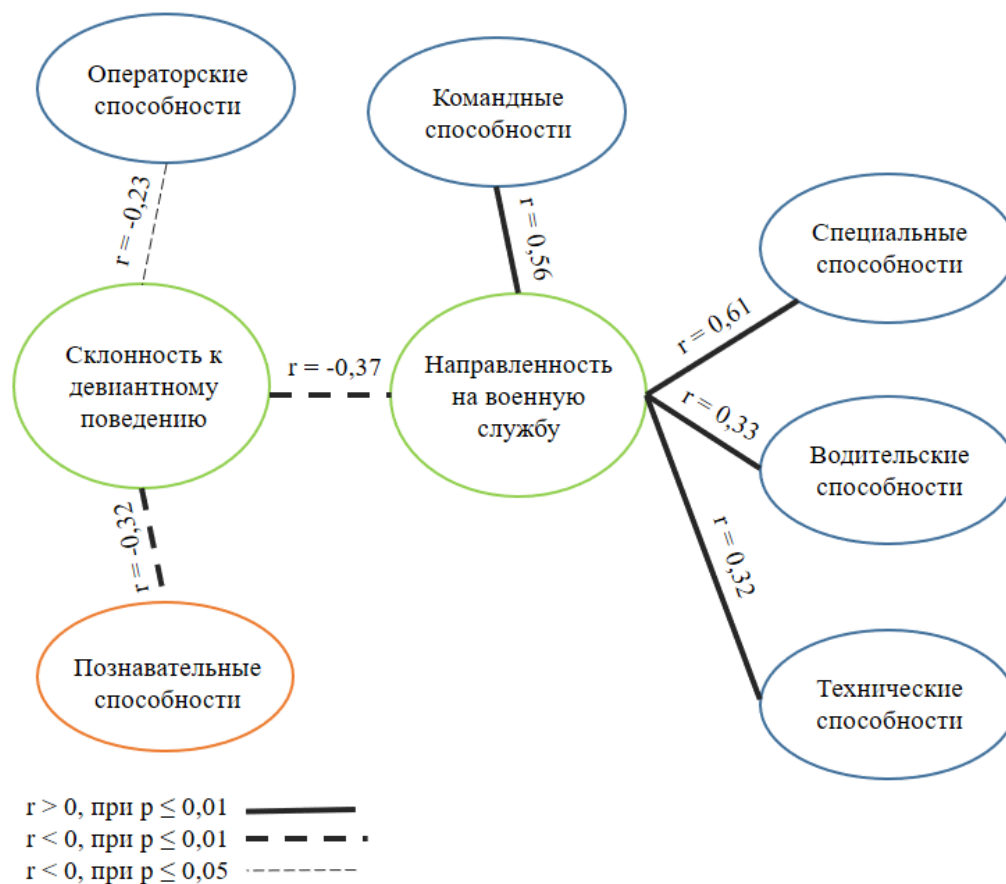 Операторские
способности
Командные
способности
r = -0,23
r = 0,56
Специальные
способности
r = 0,61
Склонность к
девиантному
поведению
r = -0,37
Направленность
на военную
службу
r = 0,33
Водительские
способности
r = -0,32
r = 0,32
Познавательные
способности
Технические
способности
r > 0, при p ≤ 0,01
r < 0, при p ≤ 0,01
r < 0, при p ≤ 0,05